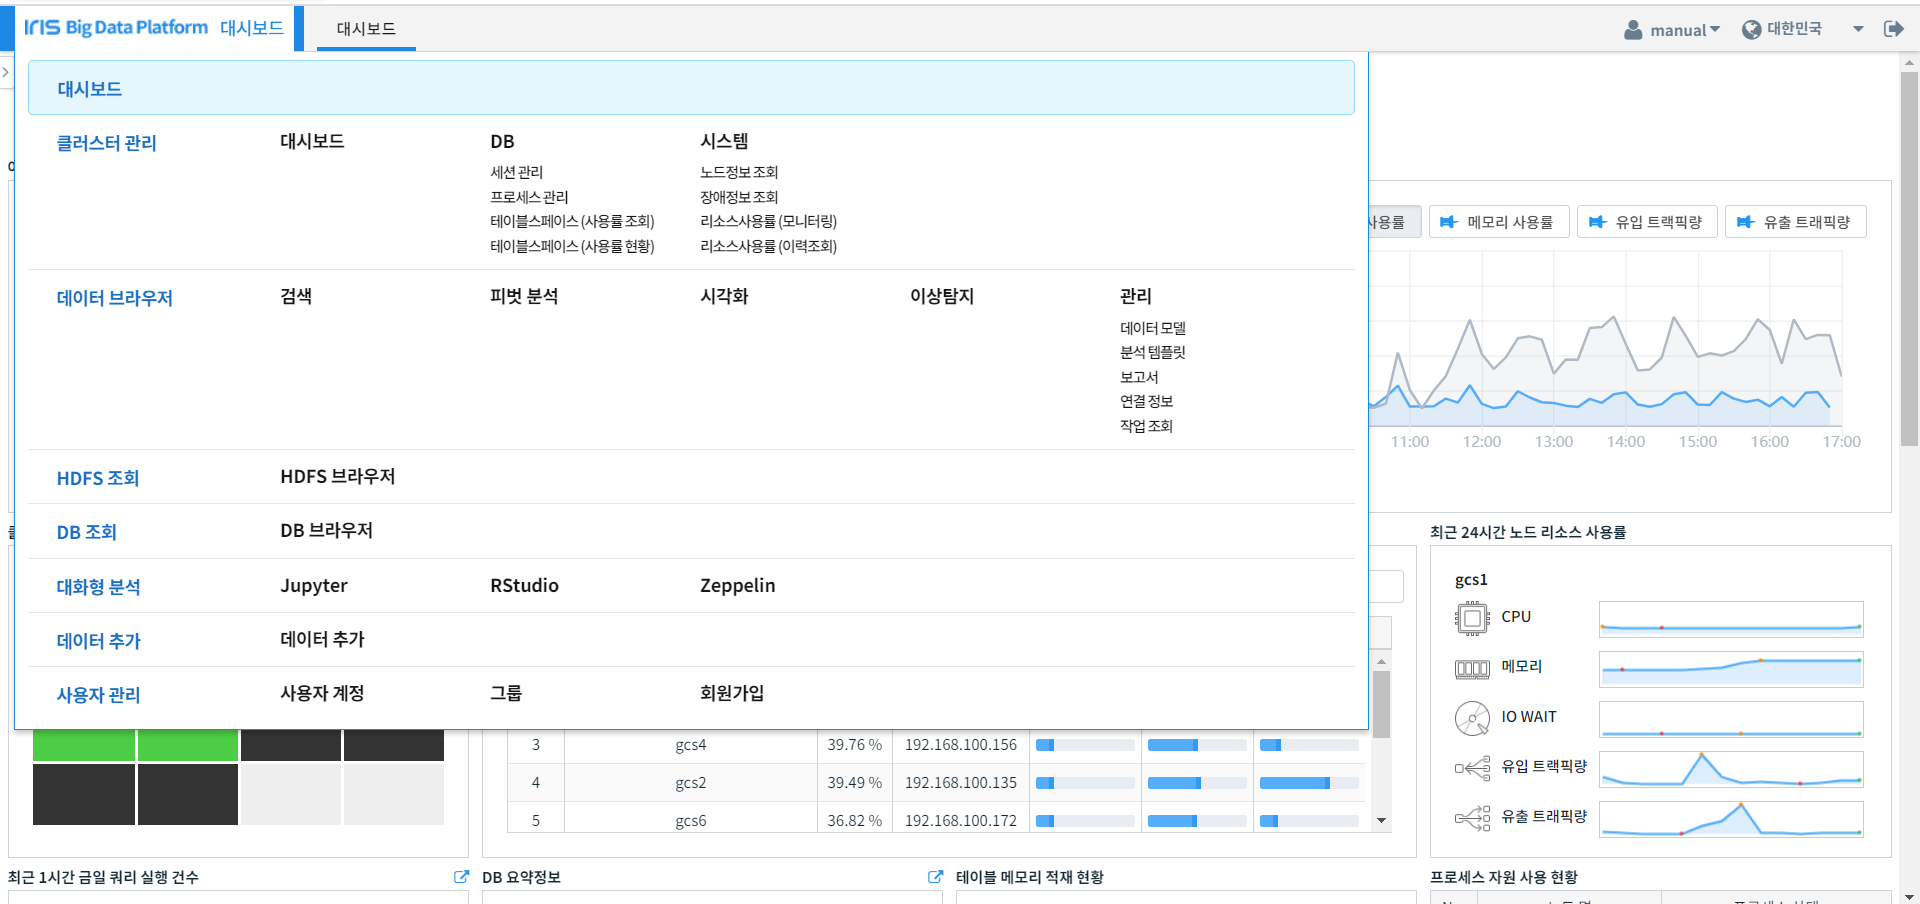 IRIS Big Data Platform 대시보드
대시보드
manual
대한민국
대시보드
클러스터 관리
대시보드
DB
시스템
세션 관리
노드정보 조회
프로세스 관리
장애정보 조회
테이블스페이스 (사용률 조회)
리소스사용률 (모니터링)
테이블스페이스 (사용률 현황)
리소스사용률 (이력조회)
사용률
메모리 사용률
유입 트랙픽량
유출 트래픽량
데이터 브라우저
검색
피벗 분석
시각화
이상탐지
관리
데이터 모델
분석 템플릿
보고서
연결 정보
작업 조회
11:00 12:00 13:00 14:00 15:00 16:00 17:00
HDFS 조회
HDFS 브라우저
DB 조회
DB 브라우저
대화형 분석
Jupyter
RStudio
Zeppelin
데이터 추가
데이터 추가
사용자 관리
사용자 계정
그룹
회원가입
최근 24시간 노드 리소스 사용률
gcs1
CPU
메모리
IO WAIT
유입 트랙픽량
유출 트래픽량
3 gcs4 39.76 % 192.168.100.156
4 gcs2 39.49 % 192.168.100.135
5 gcs6 36.82 % 192.168.100.172
최근 1시간 금일 쿼리 실행 건수
DB 요약정보
테이블 메모리 적재 현황
프로세스 자원 사용 현황